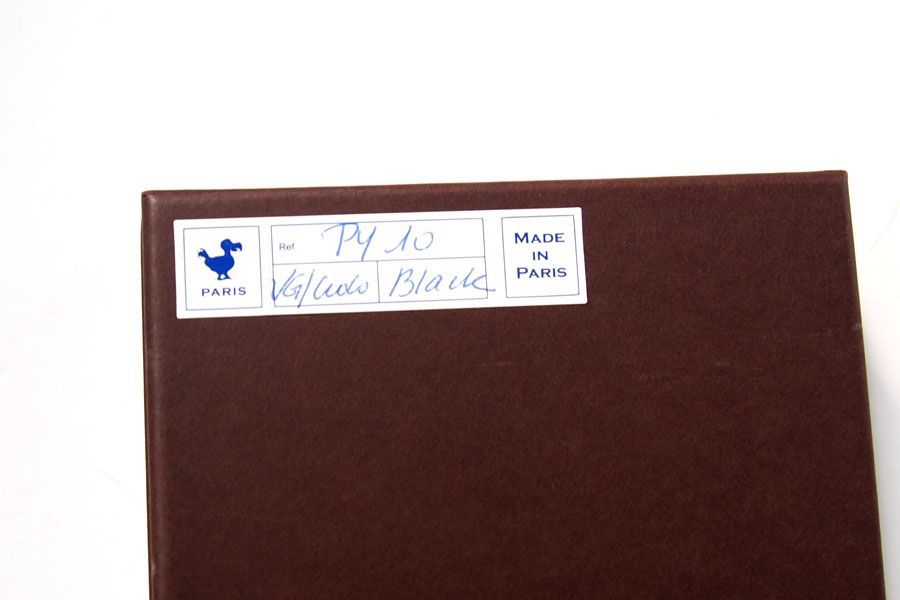 PARIS
Ref PY 10
Black
MADE
IN
PARIS